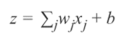 z = ∑ⱼwⱼxⱼ + b